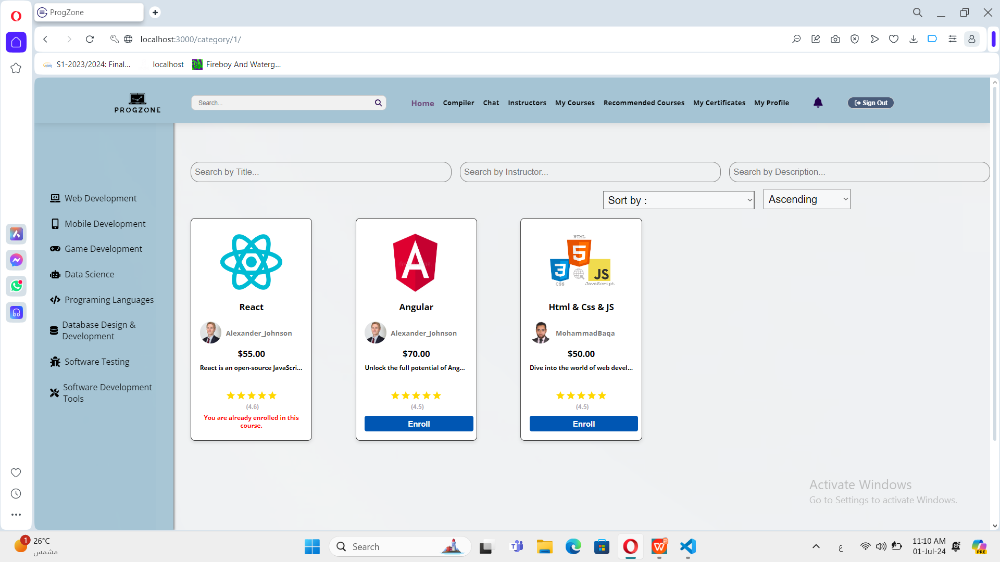 ProgZone
localhost:3000/category/1/
S1-2023/2024: Final...
localhost
Fireboy And Waterg...
PROGZONE
Search...
Home
Compiler
Chat
Instructors
My Courses
Recommended Courses
My Certificates
My Profile
Sign Out
Search by Title...
Search by Instructor...
Search by Description...
Sort by :
Ascending
Web Development
Mobile Development
Game Development
Data Science
Programing Languages
Database Design &
Development
Software Testing
Software Development
Tools
React
Alexander_Johnson
$55.00
React is an open-source JavaScri...
(4.6)
You are already enrolled in this
course.
Angular
Alexander_Johnson
$70.00
Unlock the full potential of Ang...
(4.5)
Enroll
HTML
5
3
CSS
JS
JavaScript
Html & Css & JS
MohammadBaqa
$50.00
Dive into the world of web devel...
(4.5)
Enroll
Activate Windows
Go to Settings to activate Windows.
1
26°C
مشمس
Search
ع
11:10 AM
01-Jul-24
PRE